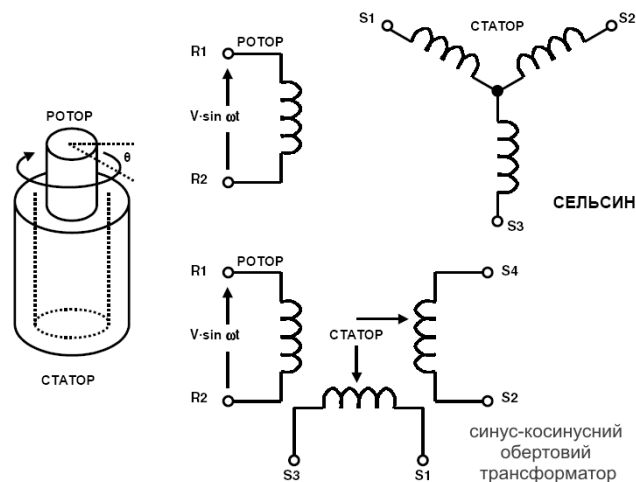 S1
СТАТОР
S2
РОТОР
R1
V·sin ωt
R2
РОТОР
θ
S3
СЕЛЬСИН
R1
РОТОР
S4
V·sin ωt
СТАТОР
R2
S2
S3
S1
СТАТОР
синус-косинусний
обертовий
трансформатор